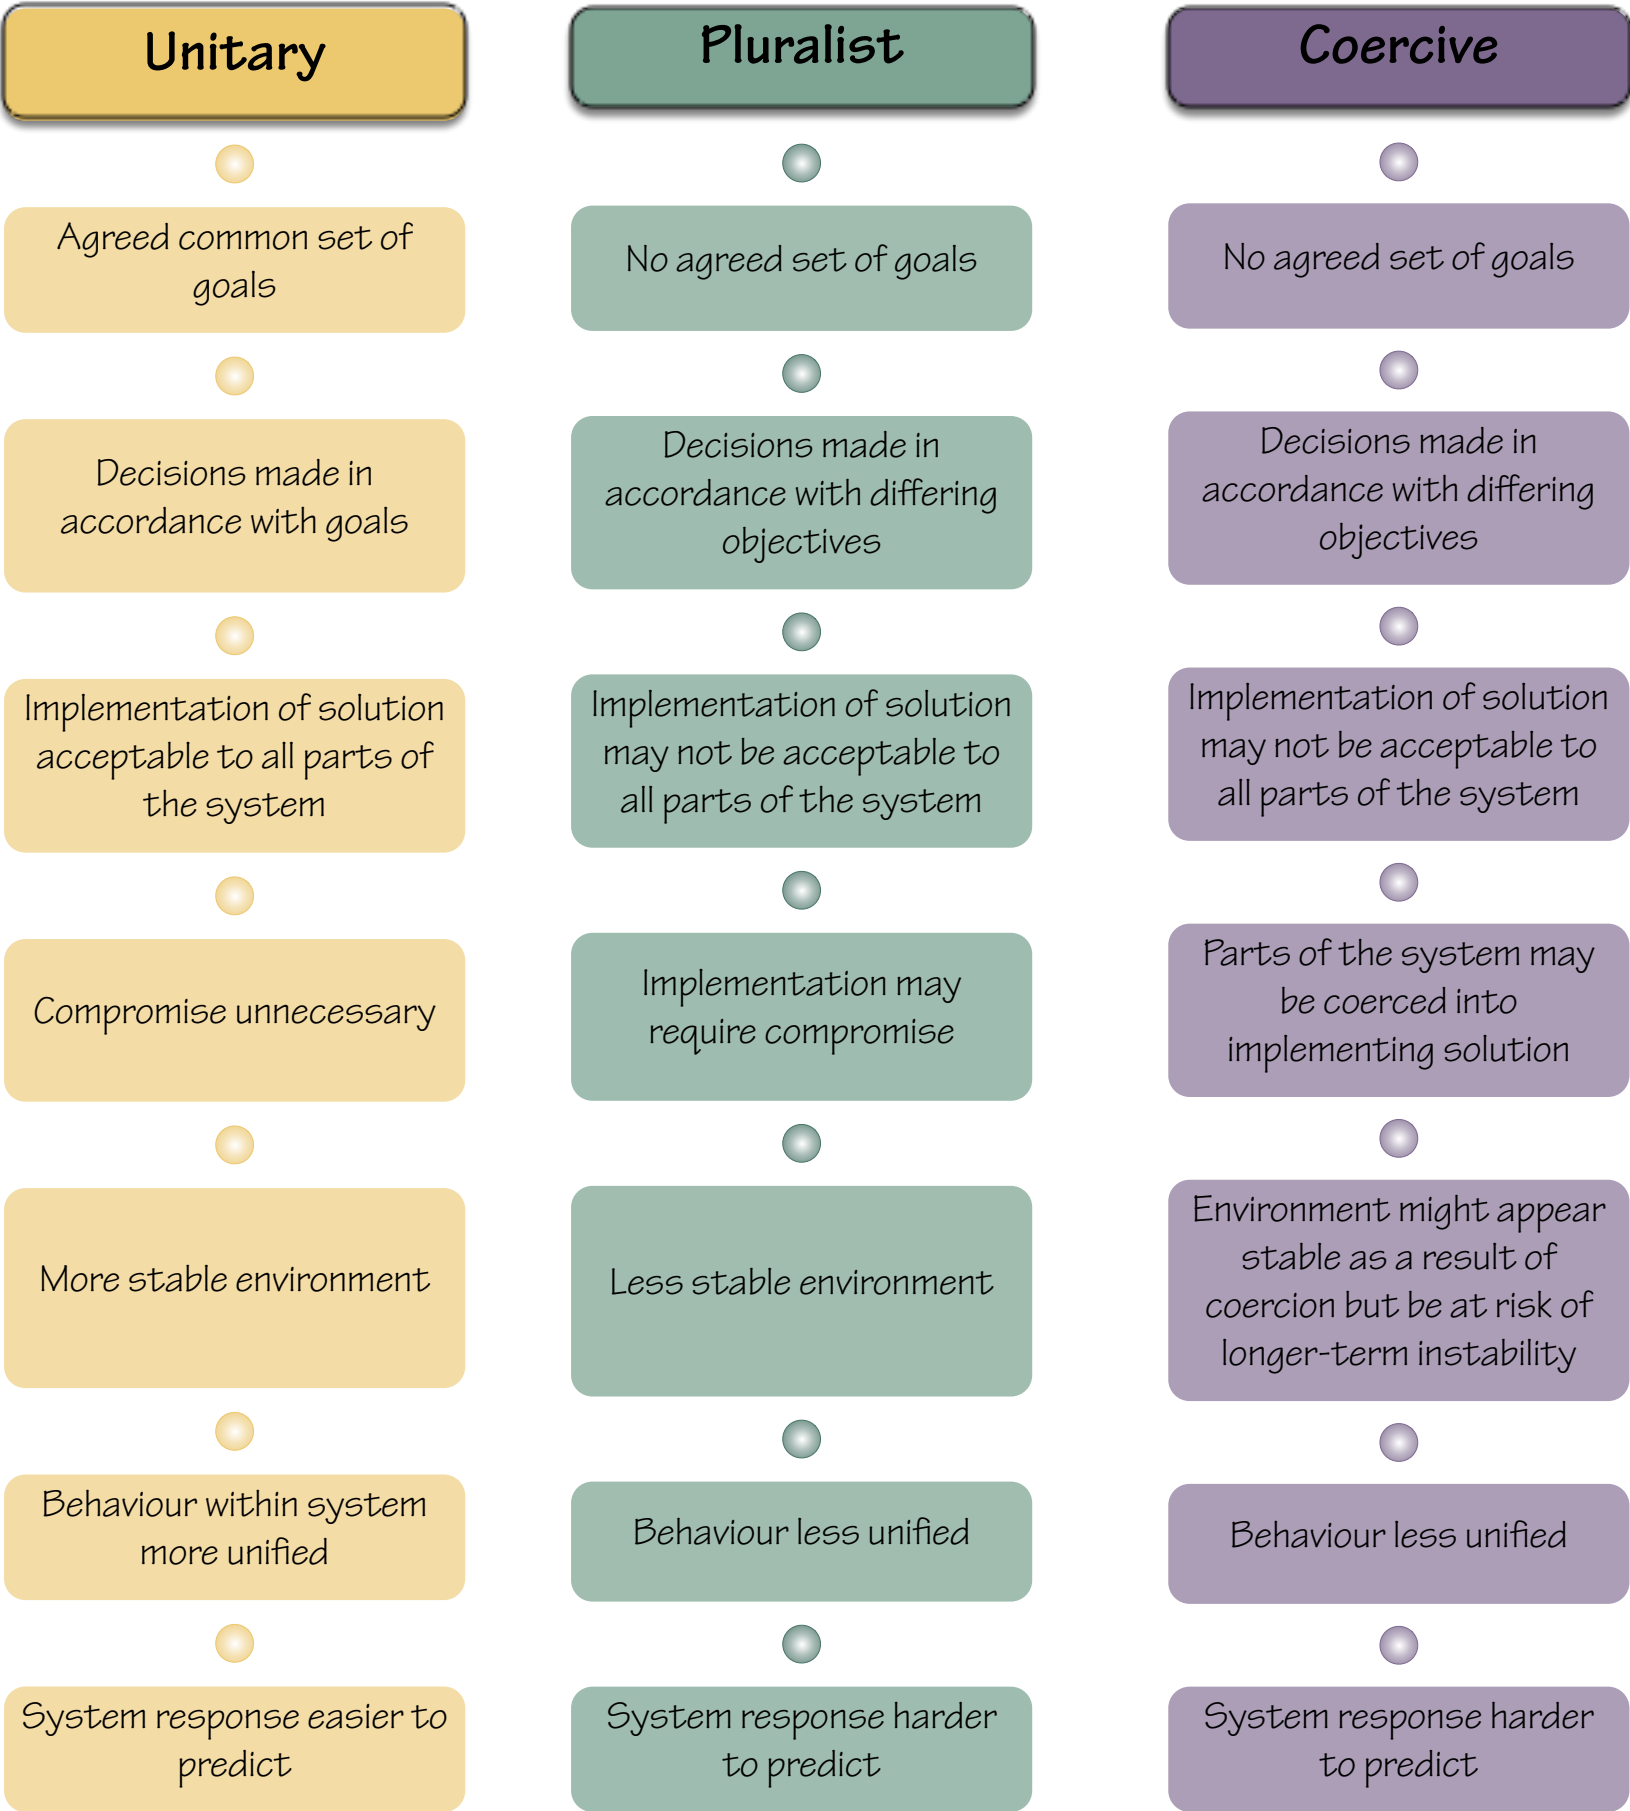 Unitary
Agreed common set of
goals
Decisions made in
accordance with goals
Implementation of solution
acceptable to all parts of
the system
Compromise unnecessary
More stable environment
Behaviour within system
more unified
System response easier to
predict
Pluralist
No agreed set of goals
Decisions made in
accordance with differing
objectives
Implementation of solution
may not be acceptable to
all parts of the system
Implementation may
require compromise
Less stable environment
Behaviour less unified
System response harder
to predict
Coercive
No agreed set of goals
Decisions made in
accordance with differing
objectives
Implementation of solution
may not be acceptable to
all parts of the system
Parts of the system may
be coerced into
implementing solution
Environment might appear
stable as a result of
coercion but be at risk of
longer-term instability
Behaviour less unified
System response harder
to predict